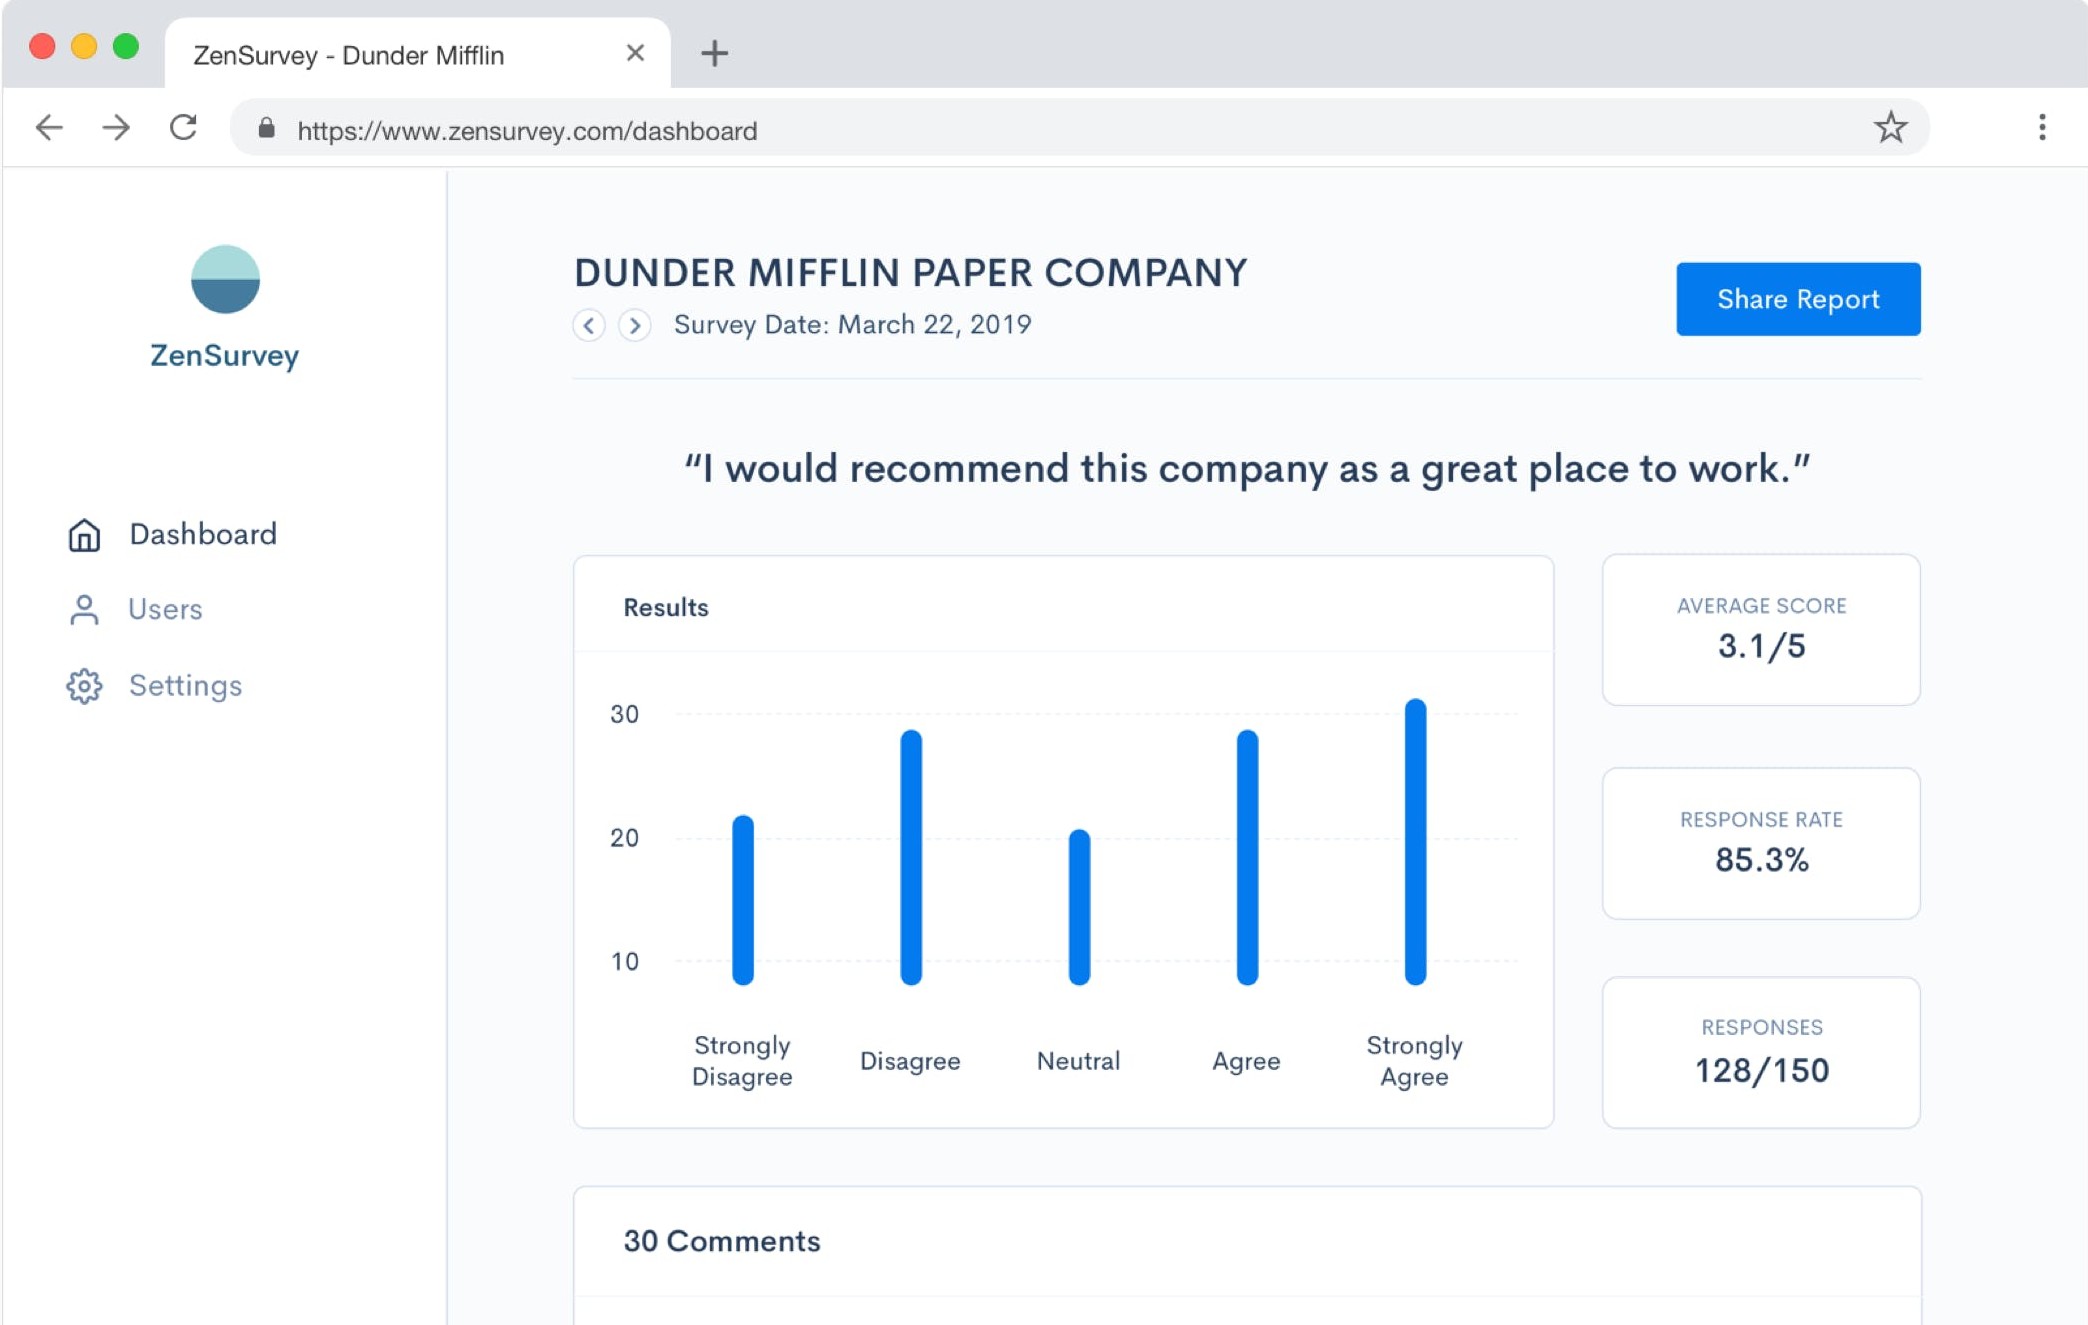 ZenSurvey - Dunder Mifflin
https://www.zensurvey.com/dashboard
ZenSurvey
Dashboard
Users
Settings
DUNDER MIFFLIN PAPER COMPANY
Survey Date: March 22, 2019
Share Report
“I would recommend this company as a great place to work.”
Results
30
20
10
Strongly
Disagree
Disagree
Neutral
Agree
Strongly
Agree
AVERAGE SCORE
3.1/5
RESPONSE RATE
85.3%
RESPONSES
128/150
30 Comments